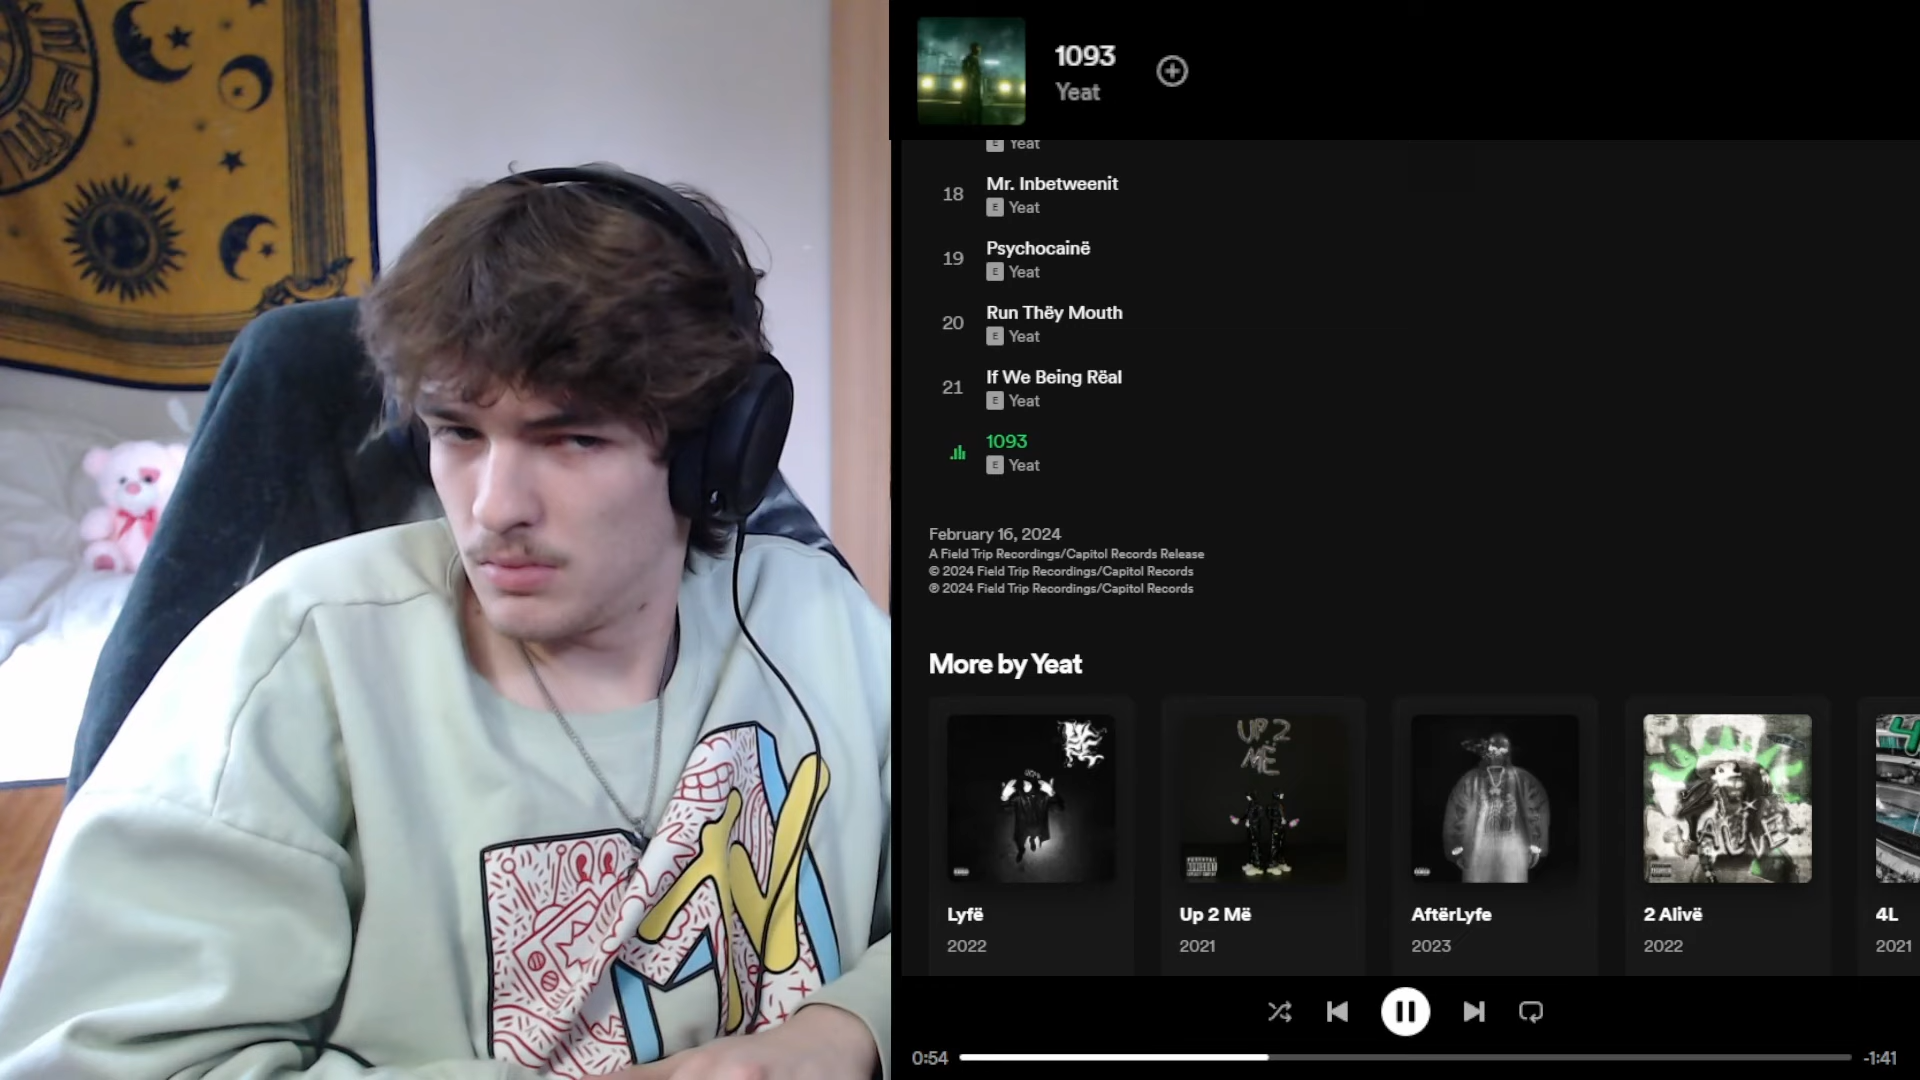 1093
Yeat
E Yeat
18
Mr. Inbetweenit
E Yeat
19
Psychocainë
E Yeat
20
Run Thëy Mouth
E Yeat
21
If We Being Rëal
E Yeat
1093
E Yeat
February 16, 2024
A Field Trip Recordings/Capitol Records Release
© 2024 Field Trip Recordings/Capitol Records
℗ 2024 Field Trip Recordings/Capitol Records
More by Yeat
UP 2
MË
Lyfë
2022
Up 2 Më
2021
AftërLyfe
2023
2 Alivë
2022
4L
2021
0:54
-1:41